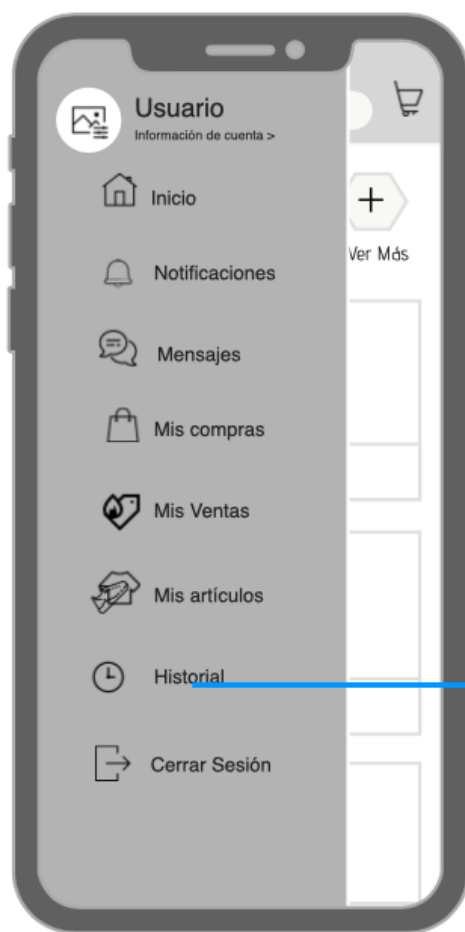 Usuario
Información de cuenta >
Inicio
Ver Más
Notificaciones
Mensajes
Mis compras
Mis Ventas
Mis artículos
Historial
Cerrar Sesión